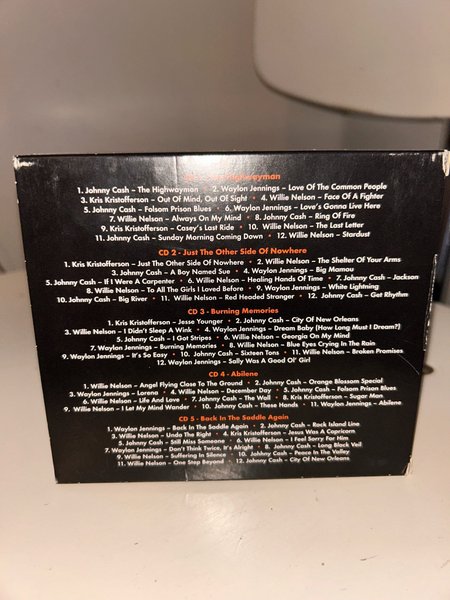 Highwayman
1. Johnny Cash – The Highwayman • 2. Waylon Jennings – Love Of The Common People
3. Kris Kristofferson – Out Of Mind, Out Of Sight • 4. Willie Nelson – Face Of A Fighter
5. Johnny Cash – Folsom Prison Blues • 6. Waylon Jennings – Love's Gonna Live Here
7. Willie Nelson – Always On My Mind • 8. Johnny Cash – Ring Of Fire
9. Kris Kristofferson – Casey's Last Ride • 10. Willie Nelson – The Last Letter
11. Johnny Cash – Sunday Morning Coming Down • 12. Willie Nelson – Stardust
CD 2 - Just The Other Side Of Nowhere
1. Kris Kristofferson – Just The Other Side Of Nowhere • 2. Willie Nelson – The Shelter Of Your Arms
3. Johnny Cash – A Boy Named Sue • 4. Waylon Jennings – Big Mamou
5. Johnny Cash – If I Were A Carpenter • 6. Willie Nelson – Healing Hands Of Time • 7. Johnny Cash – Jackson
8. Willie Nelson – To All The Girls I Loved Before • 9. Waylon Jennings – White Lightning
10. Johnny Cash – Big River • 11. Willie Nelson – Red Headed Stranger • 12. Johnny Cash – Get Rhythm
CD 3 - Burning Memories
1. Kris Kristofferson – Jesse Younger • 2. Johnny Cash – City Of New Orleans
3. Willie Nelson – I Didn't Sleep A Wink • 4. Waylon Jennings – Dream Baby (How Long Must I Dream?)
5. Johnny Cash – I Got Stripes • 6. Willie Nelson – Georgia On My Mind
7. Waylon Jennings – Burning Memories • 8. Willie Nelson – Blue Eyes Crying In The Rain
9. Waylon Jennings – It's So Easy • 10. Johnny Cash – Sixteen Tons • 11. Willie Nelson – Broken Promises
12. Waylon Jennings – Sally Was A Good Ol' Girl
CD 4 - Abilene
1. Willie Nelson – Angel Flying Close To The Ground • 2. Johnny Cash – Orange Blossom Special
3. Waylon Jennings – Lorena • 4. Willie Nelson – December Day • 5. Johnny Cash – Folsom Prison Blues
6. Willie Nelson – Life And Love • 7. Johnny Cash – The Wall • 8. Kris Kristofferson – Sugar Man
9. Willie Nelson – I Let My Mind Wander • 10. Johnny Cash – These Hands • 11. Waylon Jennings – Abilene
CD 5 - Back In The Saddle Again
1. Waylon Jennings – Back In The Saddle Again • 2. Johnny Cash – Rock Island Line
3. Willie Nelson – Undo The Right • 4. Kris Kristofferson – Jesus Was A Capricorn
5. Johnny Cash – Still Miss Someone • 6. Willie Nelson – I Feel Sorry For Him
7. Waylon Jennings – Don't Think Twice, It's Alright • 8. Johnny Cash – Long Black Veil
9. Willie Nelson – Suffering In Silence • 10. Johnny Cash – Peace In The Valley
11. Willie Nelson – One Step Beyond • 12. Johnny Cash – City Of New Orleans